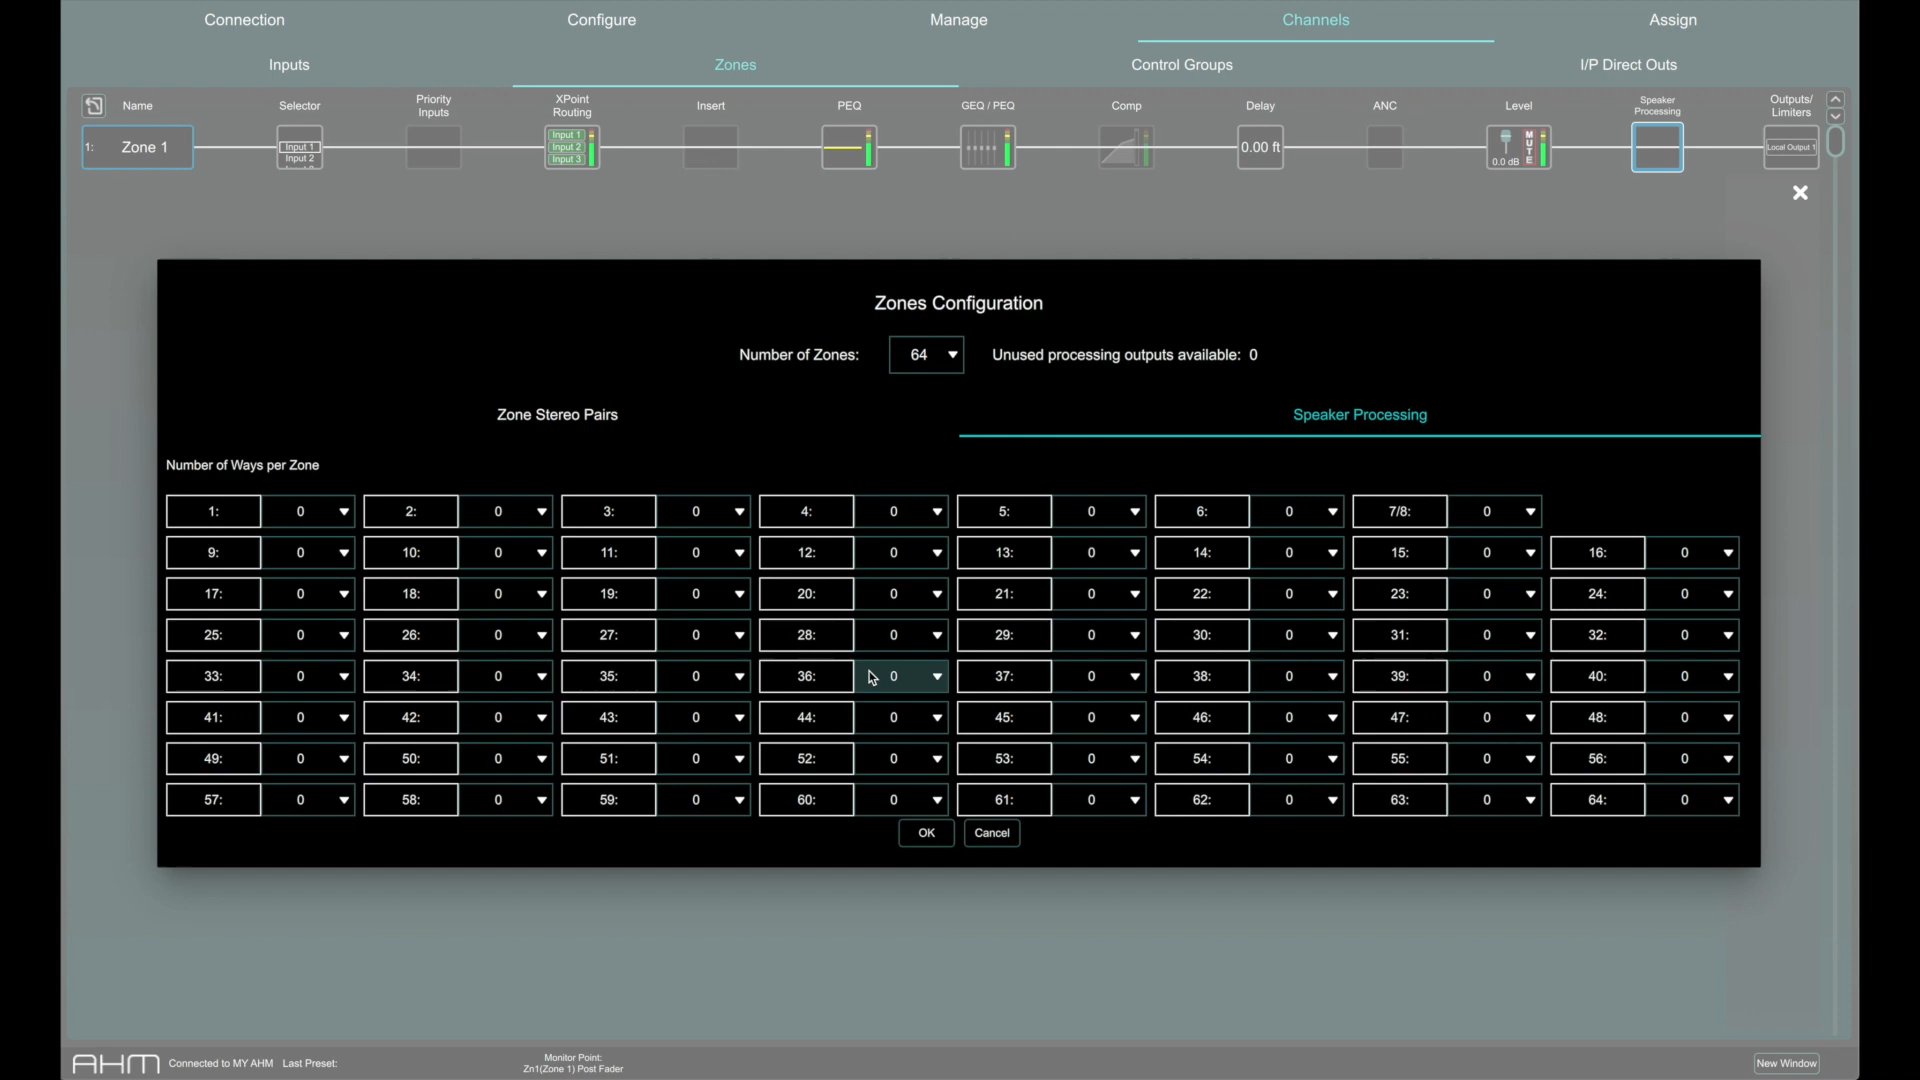 Connection Configure Manage Channels Assign
Inputs Zones Control Groups I/P Direct Outs
Name Selector Priority Inputs XPoint Routing Insert PEQ GEQ / PEQ Comp Delay ANC Level Speaker Processing Outputs/ Limiters
1: Zone 1
Input 1
Input 2
Input 1
Input 2
Input 3
0.00 ft
0.0 dB
MUTE
Local Output 1
Zones Configuration
Number of Zones: 64 Unused processing outputs available: 0
Zone Stereo Pairs Speaker Processing
Number of Ways per Zone
1: 0 2: 0 3: 0 4: 0 5: 0 6: 0 7/8: 0
9: 0 10: 0 11: 0 12: 0 13: 0 14: 0 15: 0 16: 0
17: 0 18: 0 19: 0 20: 0 21: 0 22: 0 23: 0 24: 0
25: 0 26: 0 27: 0 28: 0 29: 0 30: 0 31: 0 32: 0
33: 0 34: 0 35: 0 36: 0 37: 0 38: 0 39: 0 40: 0
41: 0 42: 0 43: 0 44: 0 45: 0 46: 0 47: 0 48: 0
49: 0 50: 0 51: 0 52: 0 53: 0 54: 0 55: 0 56: 0
57: 0 58: 0 59: 0 60: 0 61: 0 62: 0 63: 0 64: 0
OK Cancel
AHM Connected to MY AHM Last Preset:
Monitor Point:
Zn1(Zone 1) Post Fader
New Window